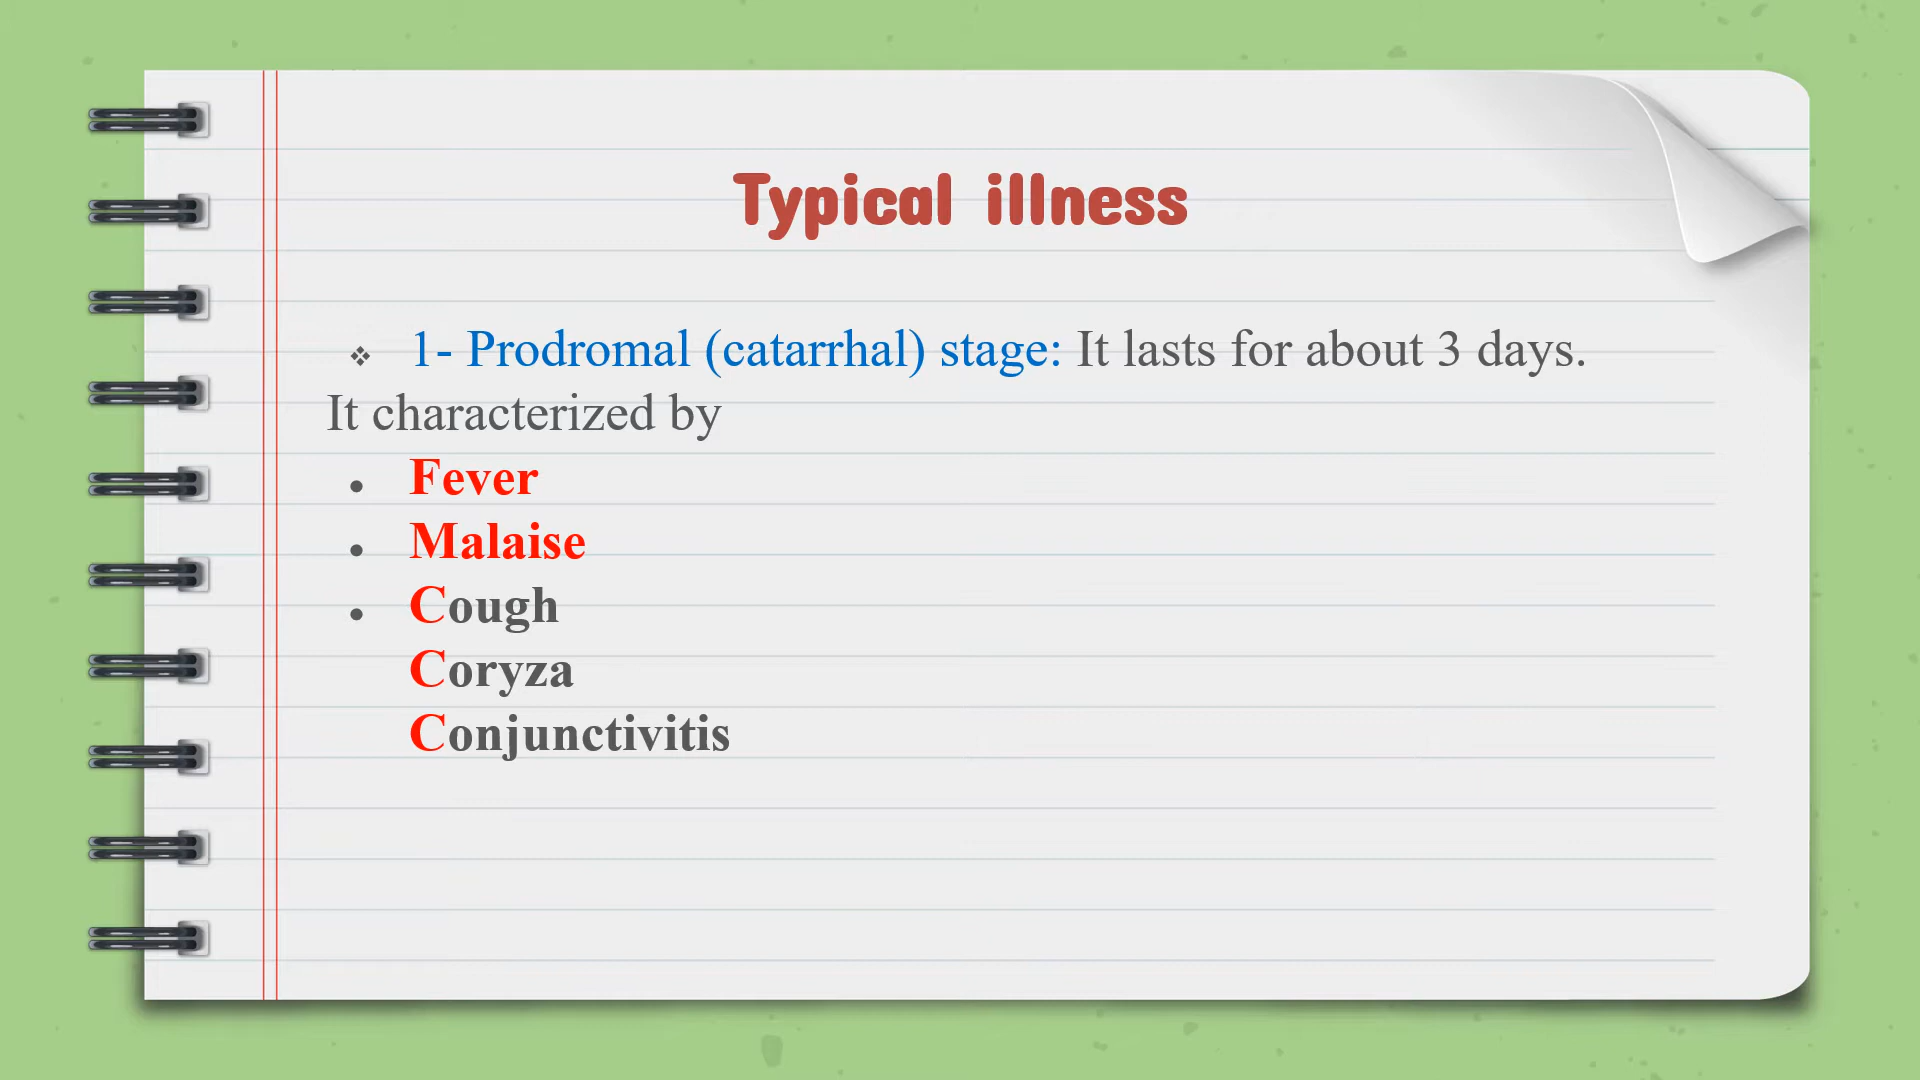 Typical illness
❖ 1- Prodromal (catarrhal) stage: It lasts for about 3 days.
It characterized by
• Fever
• Malaise
• Cough
Coryza
Conjunctivitis